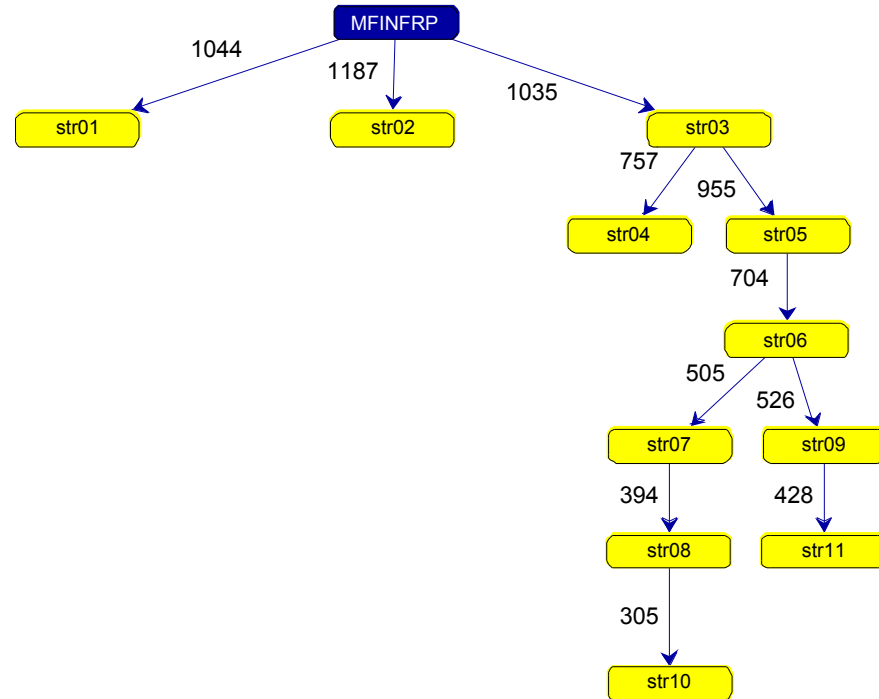 MFINFRP
1044
1187
1035
str01
str02
str03
757
955
str04
str05
704
str06
505
526
str07
str09
394
428
str08
str11
305
str10